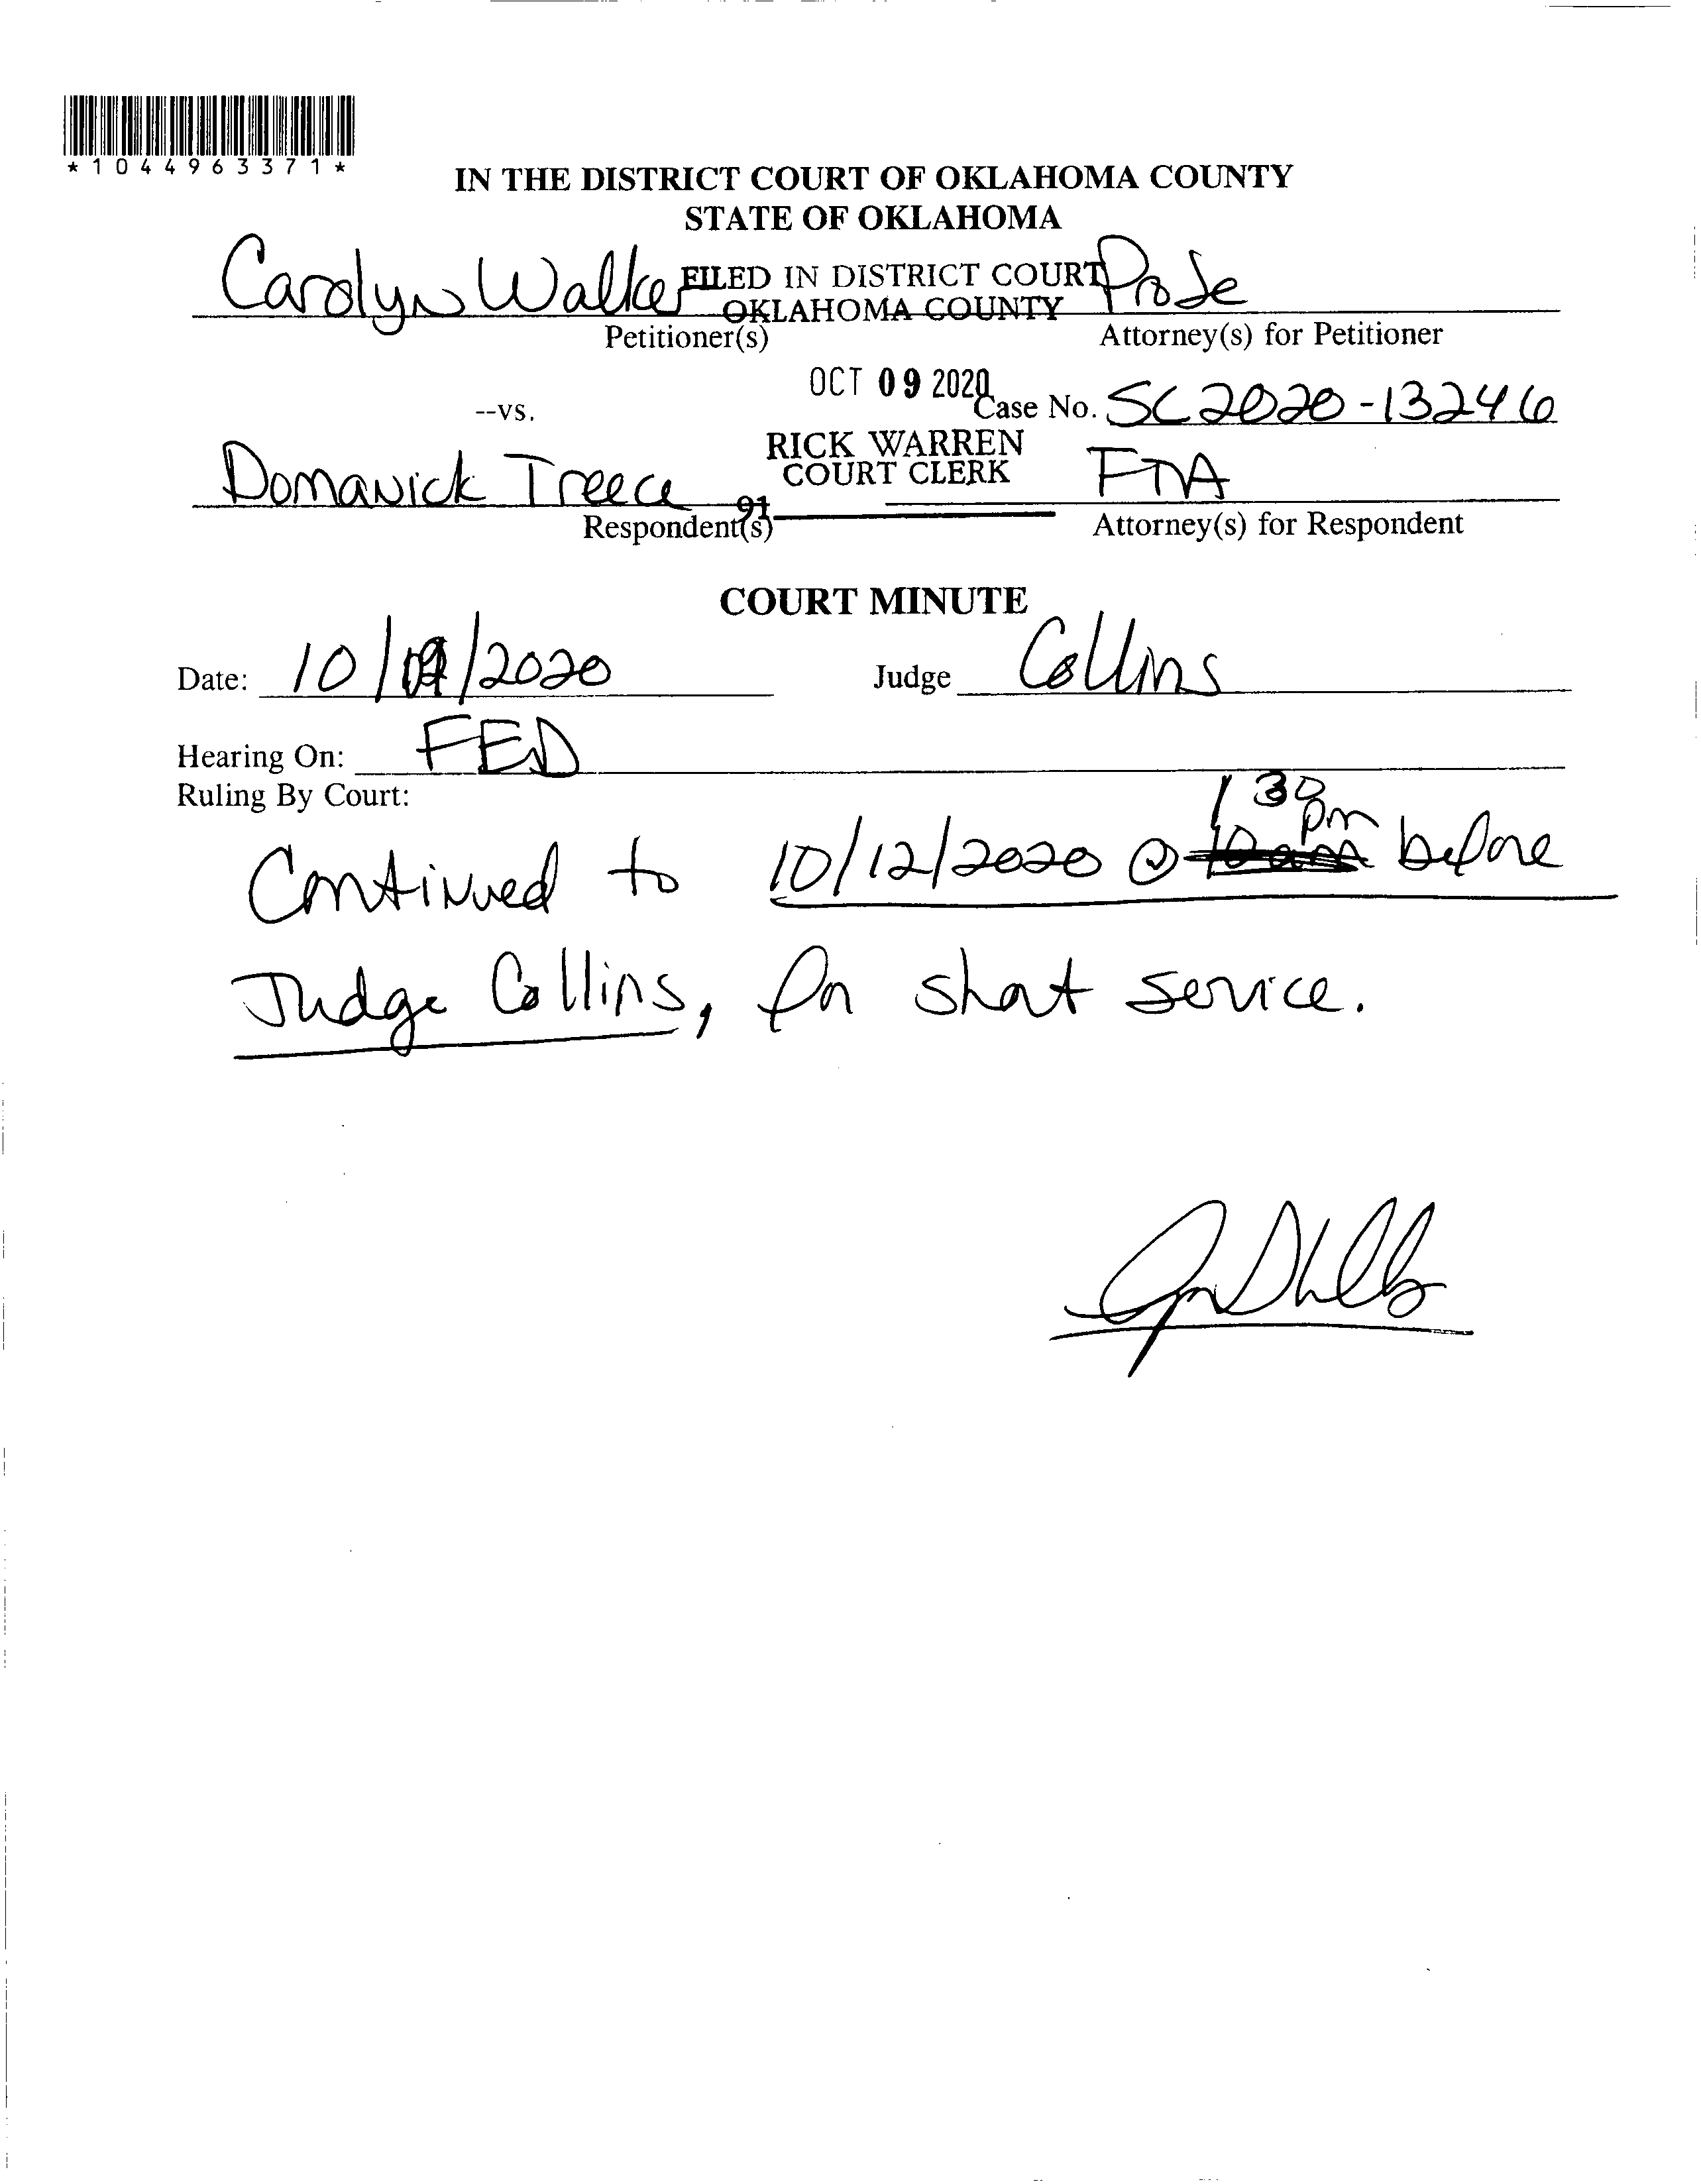 *1044963371*
IN THE DISTRICT COURT OF OKLAHOMA COUNTY
STATE OF OKLAHOMA
Carolyn Walker
FILED IN DISTRICT COURT
OKLAHOMA COUNTY
Pro Se
Petitioner(s)
Attorney(s) for Petitioner
OCT 09 2020
--vs.
Case No. SC 2020-13246
RICK WARREN
COURT CLERK
Domanick Treece
FTA
91
Respondent(s)
Attorney(s) for Respondent
COURT MINUTE
Date: 10/09/2020 Judge Collins
Hearing On: FED
Ruling By Court:
130 pm
Continued to 10/12/2020 @ 10am before
Judge Collins, for short service.